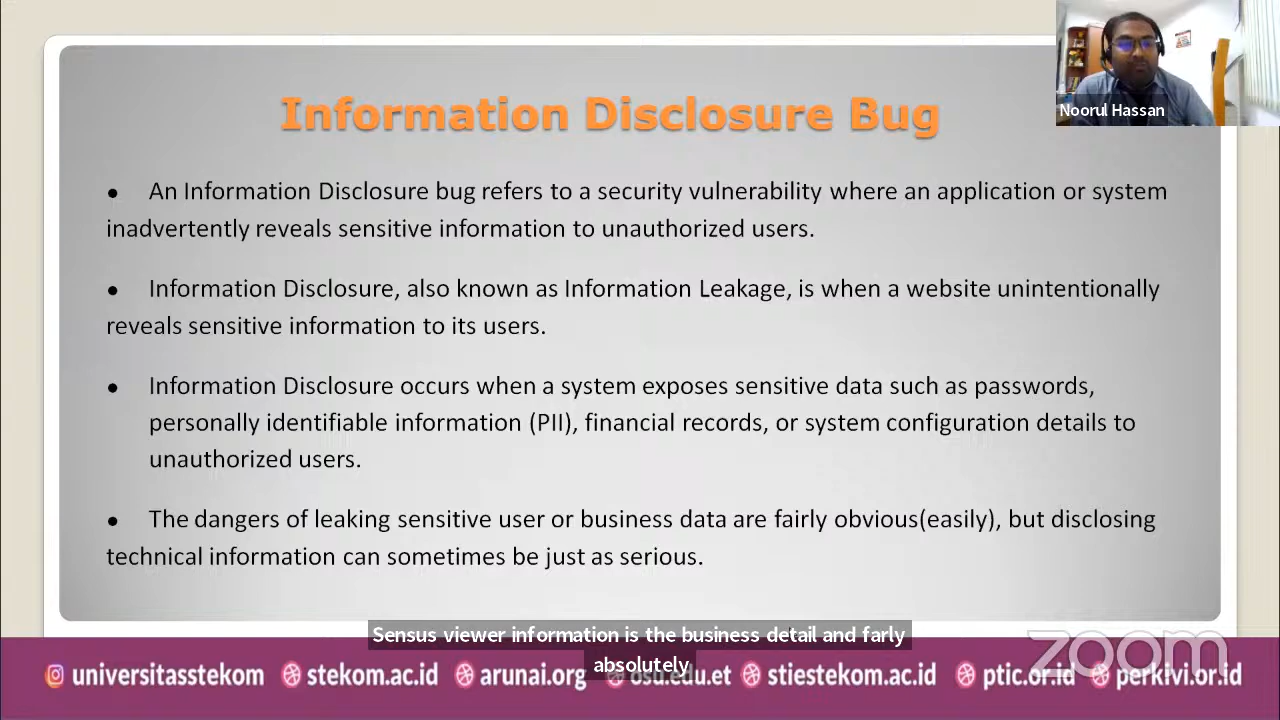 Information Disclosure Bug
Noorul Hassan
• An Information Disclosure bug refers to a security vulnerability where an application or system
inadvertently reveals sensitive information to unauthorized users.
• Information Disclosure, also known as Information Leakage, is when a website unintentionally
reveals sensitive information to its users.
• Information Disclosure occurs when a system exposes sensitive data such as passwords,
personally identifiable information (PII), financial records, or system configuration details to
unauthorized users.
• The dangers of leaking sensitive user or business data are fairly obvious(easily), but disclosing
technical information can sometimes be just as serious.
Sensus viewer information is the business detail and farly
absolutely
zoom
universitasstekom stekom.ac.id arunai.org osu.edu.et stiestekom.ac.id ptic.or.id perkivi.or.id